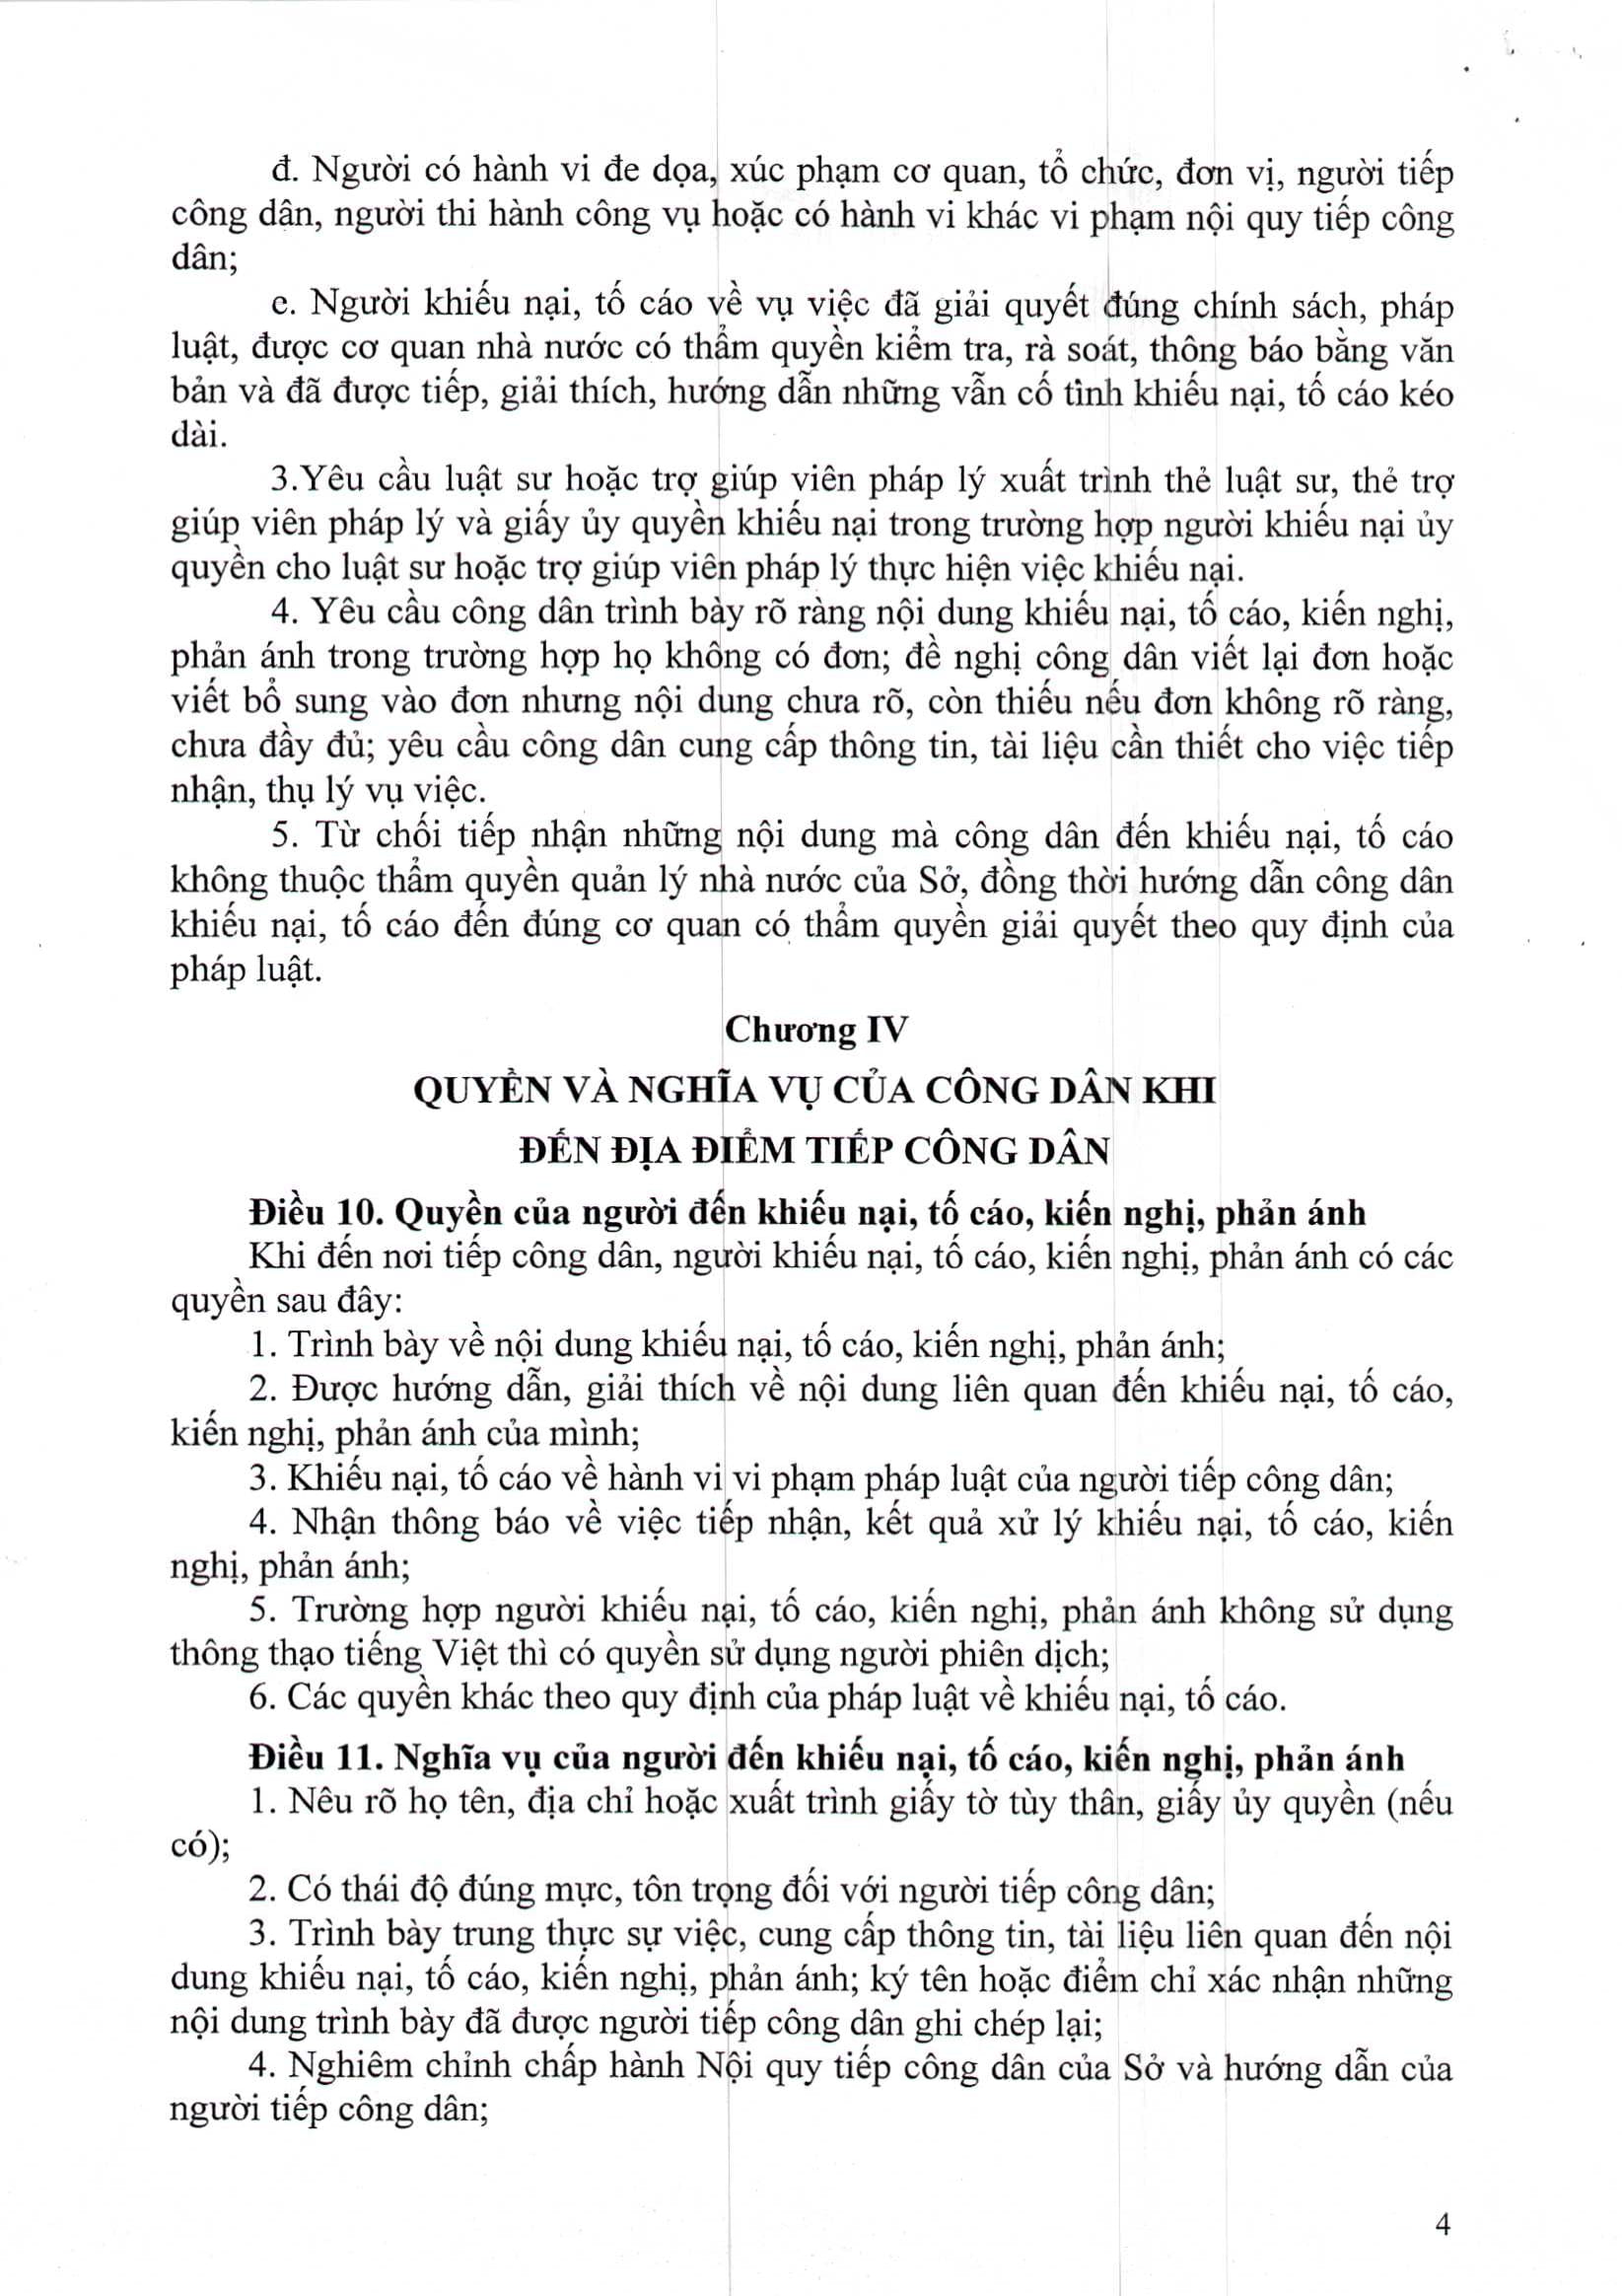 đ. Người có hành vi đe dọa, xúc phạm cơ quan, tổ chức, đơn vị, người tiếp
công dân, người thi hành công vụ hoặc có hành vi khác vi phạm nội quy tiếp công
dân;
e. Người khiếu nại, tố cáo về vụ việc đã giải quyết đúng chính sách, pháp
luật, được cơ quan nhà nước có thẩm quyền kiểm tra, rà soát, thông báo bằng văn
bản và đã được tiếp, giải thích, hướng dẫn những vẫn cố tình khiếu nại, tố cáo kéo
dài.
3.Yêu cầu luật sư hoặc trợ giúp viên pháp lý xuất trình thẻ luật sư, thẻ trợ
giúp viên pháp lý và giấy ủy quyền khiếu nại trong trường hợp người khiếu nại ủy
quyền cho luật sư hoặc trợ giúp viên pháp lý thực hiện việc khiếu nại.
4. Yêu cầu công dân trình bày rõ ràng nội dung khiếu nại, tố cáo, kiến nghị,
phản ánh trong trường hợp họ không có đơn; đề nghị công dân viết lại đơn hoặc
viết bổ sung vào đơn nhưng nội dung chưa rõ, còn thiếu nếu đơn không rõ ràng,
chưa đầy đủ; yêu cầu công dân cung cấp thông tin, tài liệu cần thiết cho việc tiếp
nhận, thụ lý vụ việc.
5. Từ chối tiếp nhận những nội dung mà công dân đến khiếu nại, tố cáo
không thuộc thẩm quyền quản lý nhà nước của Sở, đồng thời hướng dẫn công dân
khiếu nại, tố cáo đến đúng cơ quan có thẩm quyền giải quyết theo quy định của
pháp luật.
Chương IV
QUYỀN VÀ NGHĨA VỤ CỦA CÔNG DÂN KHI
ĐẾN ĐỊA ĐIỂM TIẾP CÔNG DÂN
Điều 10. Quyền của người đến khiếu nại, tố cáo, kiến nghị, phản ánh
Khi đến nơi tiếp công dân, người khiếu nại, tố cáo, kiến nghị, phản ánh có các
quyền sau đây:
1. Trình bày về nội dung khiếu nại, tố cáo, kiến nghị, phản ánh;
2. Được hướng dẫn, giải thích về nội dung liên quan đến khiếu nại, tố cáo,
kiến nghị, phản ánh của mình;
3. Khiếu nại, tố cáo về hành vi vi phạm pháp luật của người tiếp công dân;
4. Nhận thông báo về việc tiếp nhận, kết quả xử lý khiếu nại, tố cáo, kiến
nghị, phản ánh;
5. Trường hợp người khiếu nại, tố cáo, kiến nghị, phản ánh không sử dụng
thông thạo tiếng Việt thì có quyền sử dụng người phiên dịch;
6. Các quyền khác theo quy định của pháp luật về khiếu nại, tố cáo.
Điều 11. Nghĩa vụ của người đến khiếu nại, tố cáo, kiến nghị, phản ánh
1. Nêu rõ họ tên, địa chỉ hoặc xuất trình giấy tờ tùy thân, giấy ủy quyền (nếu
có);
2. Có thái độ đúng mực, tôn trọng đối với người tiếp công dân;
3. Trình bày trung thực sự việc, cung cấp thông tin, tài liệu liên quan đến nội
dung khiếu nại, tố cáo, kiến nghị, phản ánh; ký tên hoặc điểm chỉ xác nhận những
nội dung trình bày đã được người tiếp công dân ghi chép lại;
4. Nghiêm chỉnh chấp hành Nội quy tiếp công dân của Sở và hướng dẫn của
người tiếp công dân;
4